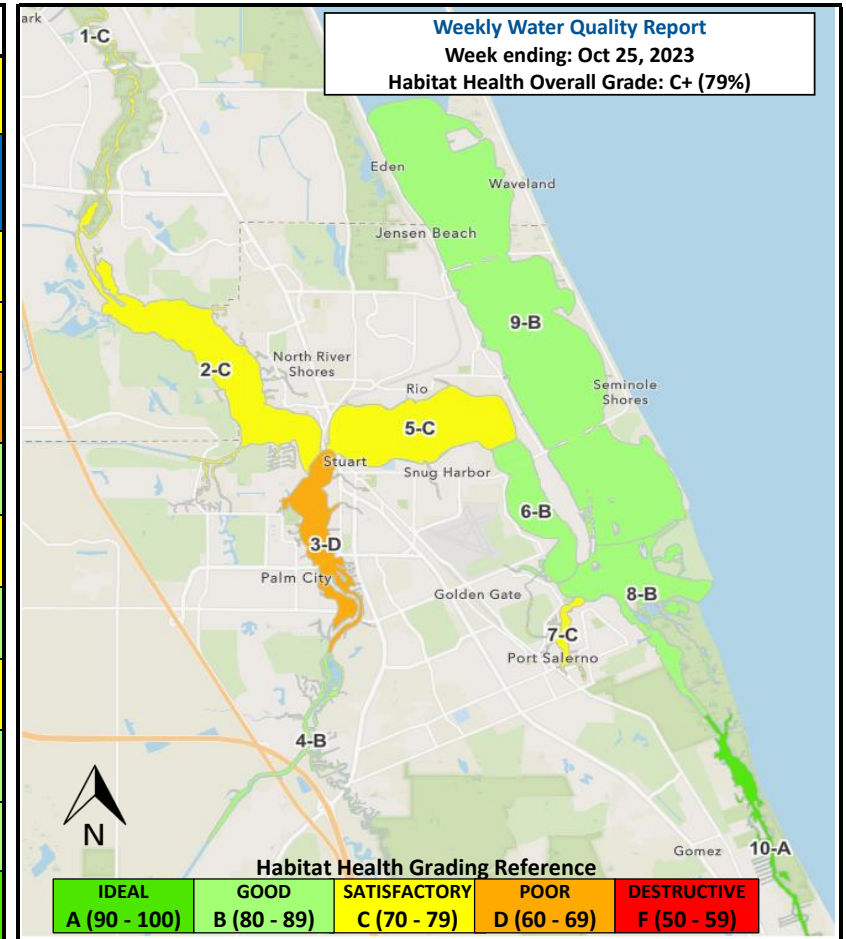 Weekly Water Quality Report
Week ending: Oct 25, 2023
Habitat Health Overall Grade: C+ (79%)
ark
1-C
Eden
Waveland
Jensen Beach
9-B
2-C
North River
Shores
Rio
Seminole
Shores
5-C
Stuart
Snug Harbor
6-B
3-D
Palm City
Golden Gate
8-B
7-C
Port Salerno
4-B
N
Gomez
10-A
Habitat Health Grading Reference
IDEAL GOOD SATISFACTORY POOR DESTRUCTIVE
A (90 - 100) B (80 - 89) C (70 - 79) D (60 - 69) F (50 - 59)